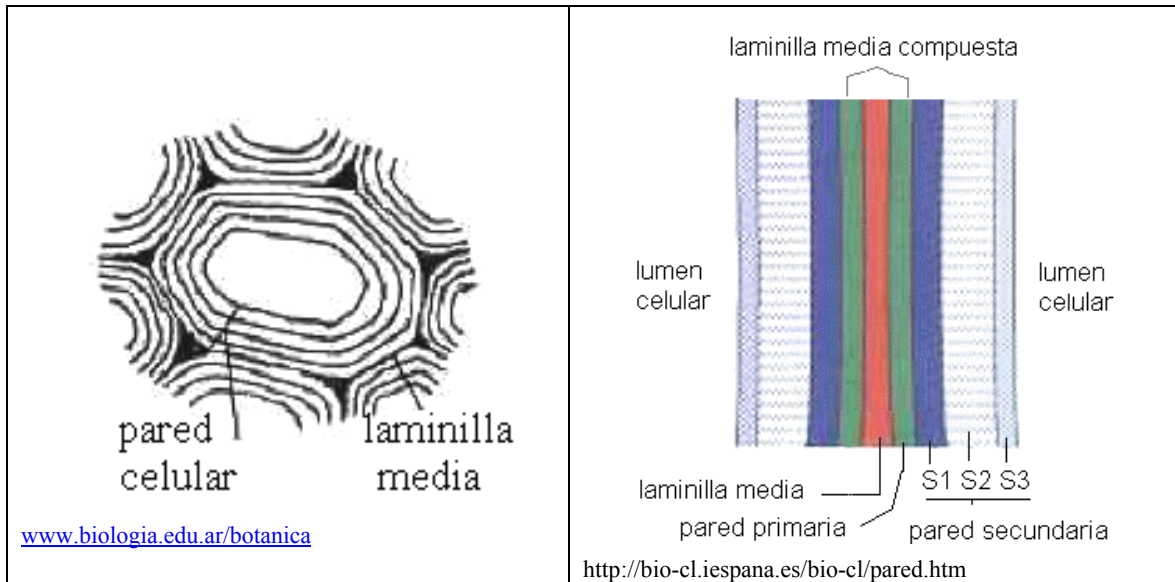 pared
celular
laminilla
media
www.biologia.edu.ar/botanica
laminilla media compuesta
lumen
celular
lumen
celular
S1 S2 S3
laminilla media
pared primaria
pared secundaria
http://bio-cl.iespana.es/bio-cl/pared.htm